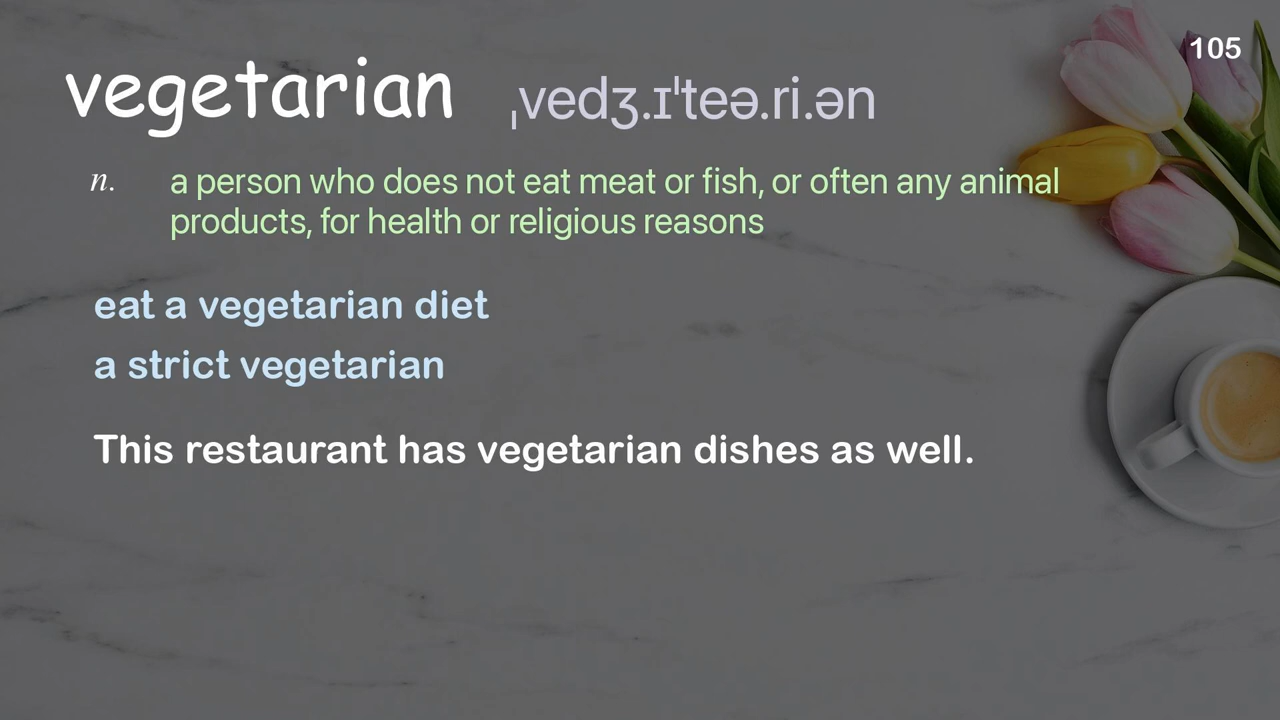 105
vegetarian ˌvedʒ.ɪˈteə.ri.ən
n. a person who does not eat meat or fish, or often any animal
products, for health or religious reasons
eat a vegetarian diet
a strict vegetarian
This restaurant has vegetarian dishes as well.